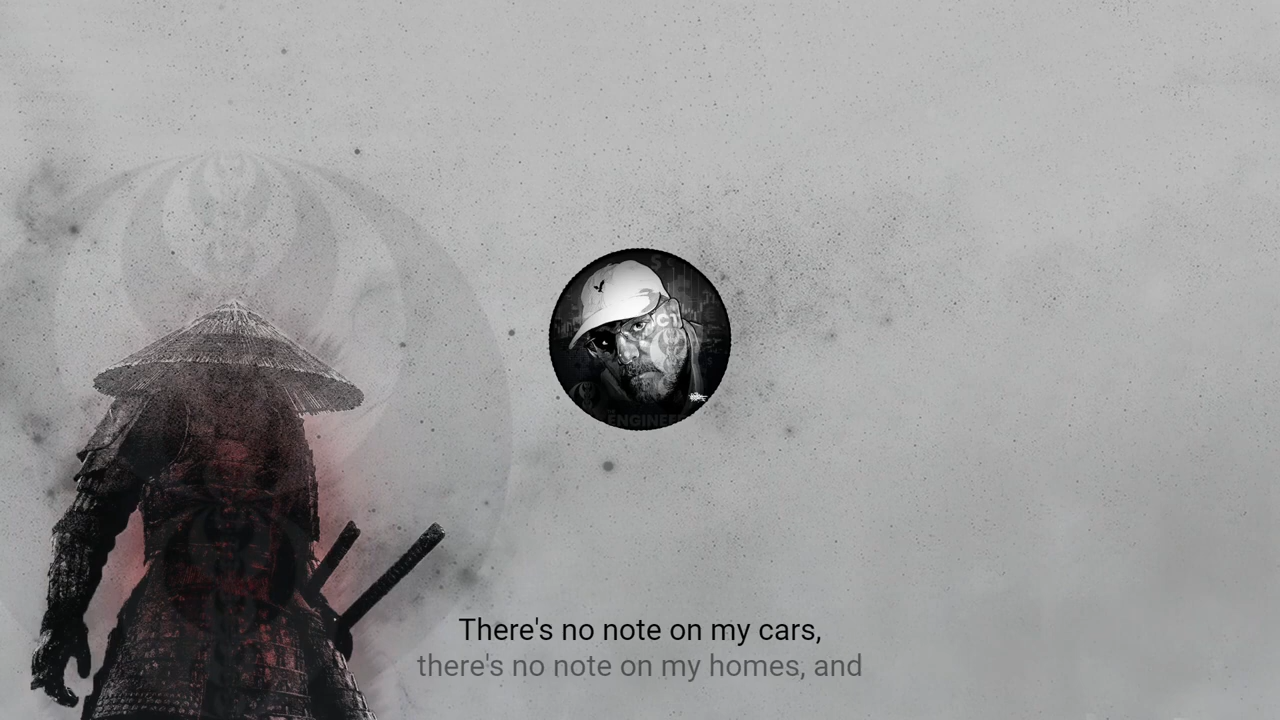 There's no note on my cars,
there's no note on my homes, and